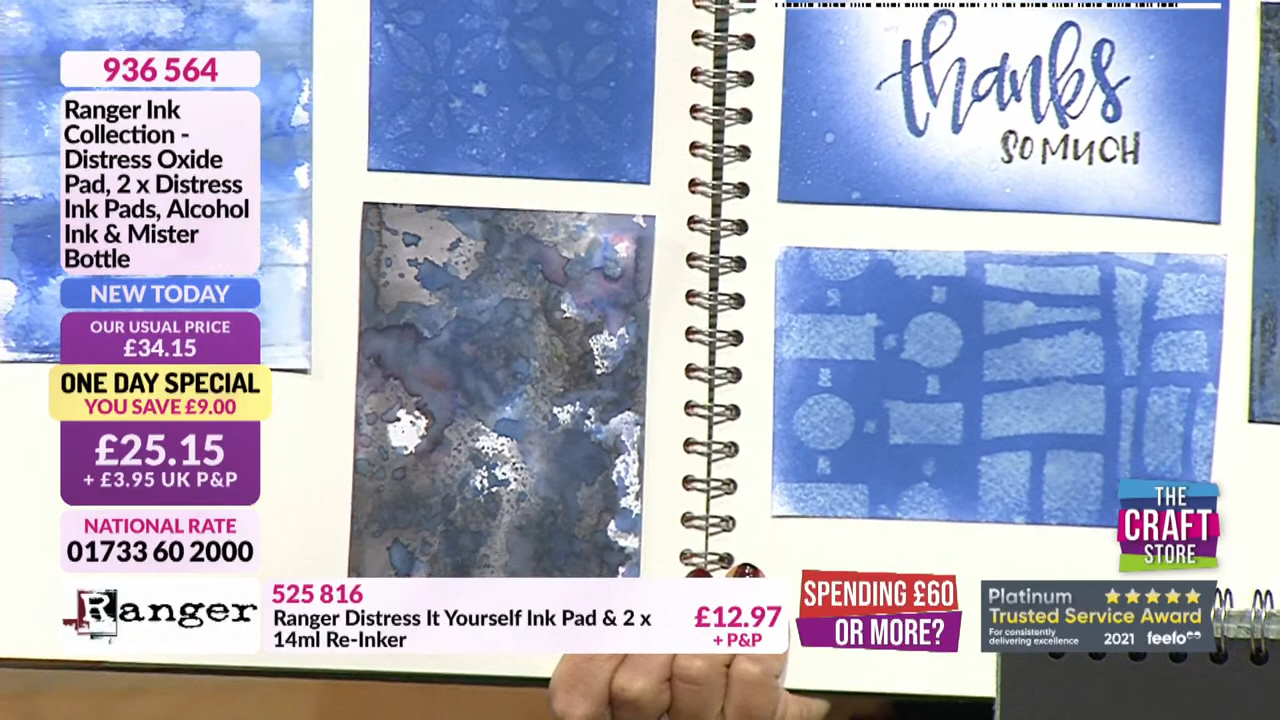 936 564
Ranger Ink
Collection -
Distress Oxide
Pad, 2 x Distress
Ink Pads, Alcohol
Ink & Mister
Bottle
NEW TODAY
OUR USUAL PRICE
£34.15
ONE DAY SPECIAL
YOU SAVE £9.00
£25.15
+ £3.95 UK P&P
NATIONAL RATE
01733 60 2000
thanks
SO MUCH
THE
CRAFT
STORE
Ranger
525 816
Ranger Distress It Yourself Ink Pad & 2 x
14ml Re-Inker
£12.97
+ P&P
SPENDING £60
OR MORE?
Platinum
Trusted Service Award
For consistently
delivering excellence
2021 feefo